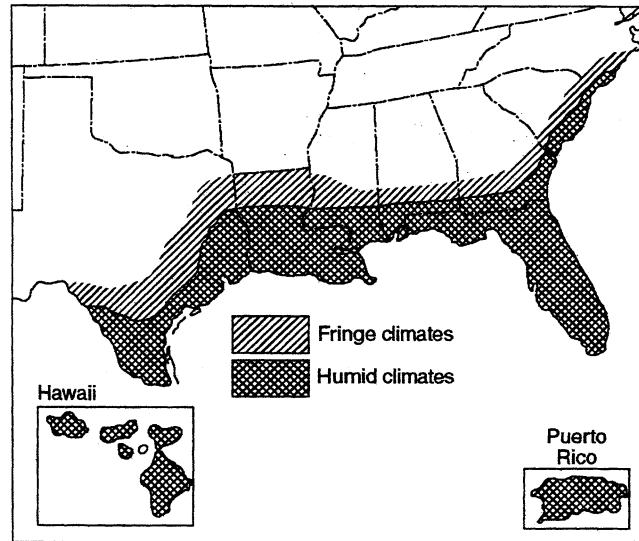 Fringe climates
Humid climates
Hawaii
Puerto
Rico